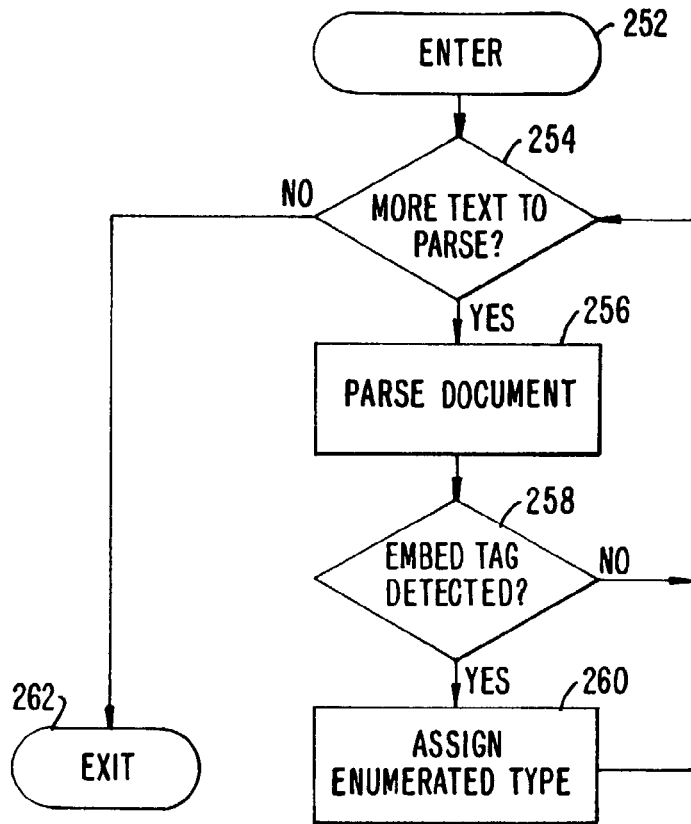 252
ENTER
254
NO
MORE TEXT TO
PARSE?
YES
256
PARSE DOCUMENT
258
EMBED TAG
DETECTED?
NO
YES
260
262
ASSIGN
ENUMERATED TYPE
EXIT